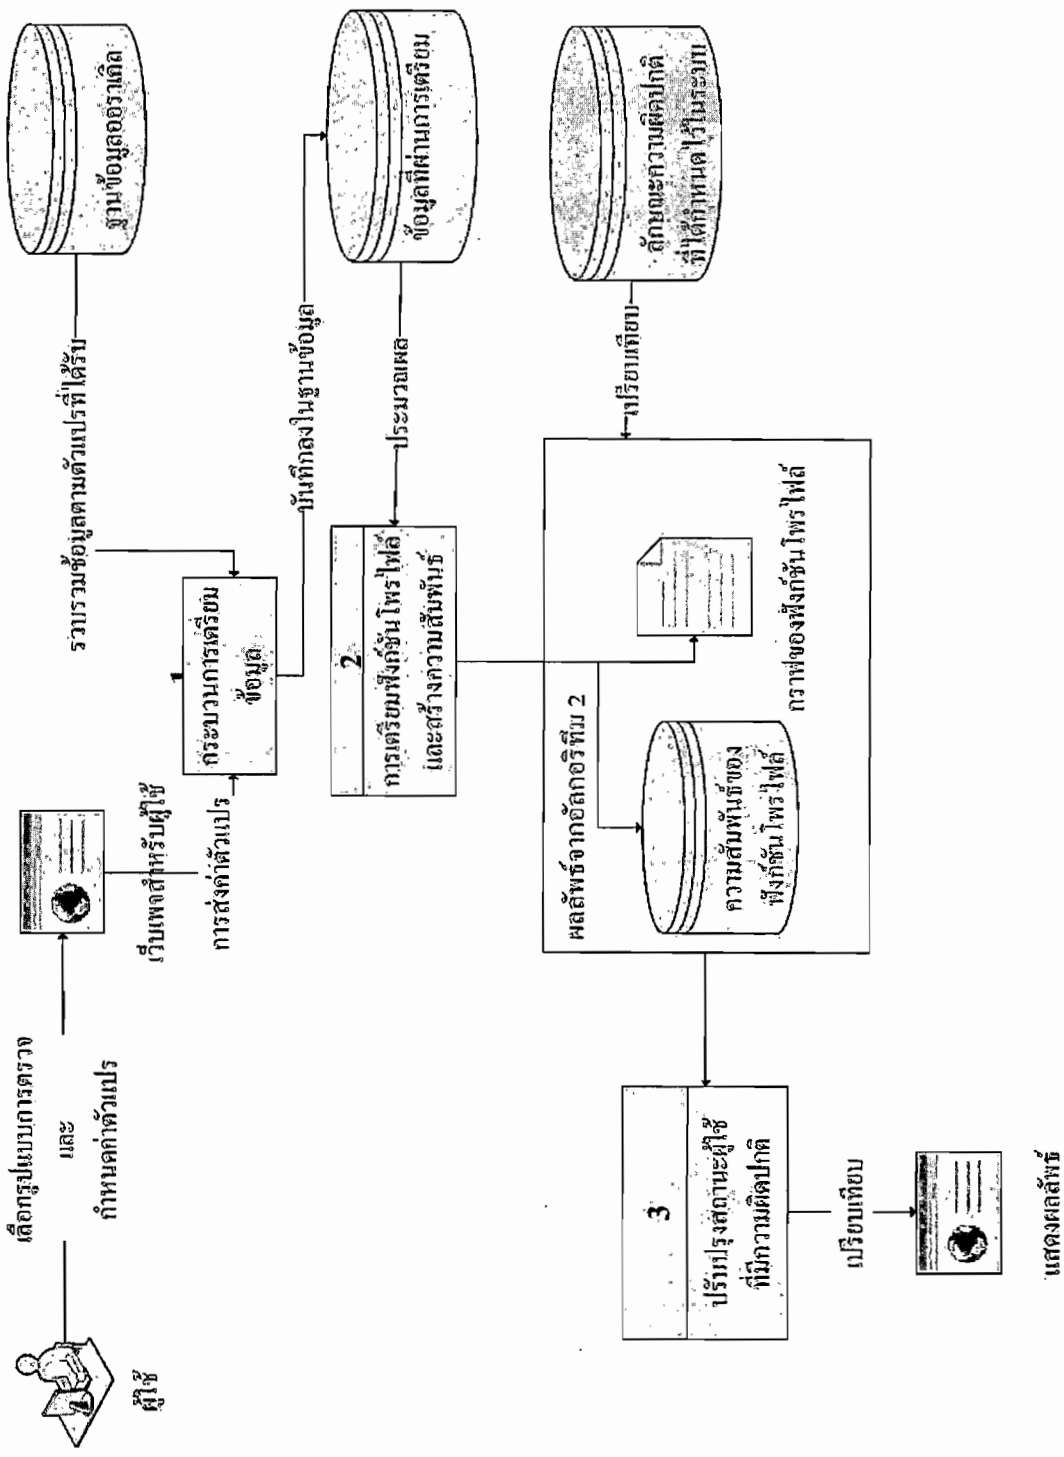 ผู้ใช้
เลือกรูปแบบการตรวจ
และ
กำหนดค่าตัวแปร
เว็บเพจสำหรับผู้ใช้
การส่งค่าตัวแปร
รวบรวมข้อมูลตามตัวแปรที่ได้รับ
ฐานข้อมูลออราเคิล
1
กระบวนการเตรียม
ข้อมูล
บันทึกลงในฐานข้อมูล
ข้อมูลที่ผ่านการเตรียม
ประมวณผล
2
การเตรียมฟังก์ชันโพรไฟล์
และสร้างความสัมพันธ์
ลักษณะความผิดปกติ
ที่ได้กำหนดไว้ในระบบ
เปรียบเทียบ
ผลลัพธ์จากอัลกอริทึม 2
ความสัมพันธ์ของ
ฟังก์ชันโพรไฟล์
กราฟของฟังก์ชันโพรไฟล์
3
ปรับปรุงสถานะผู้ใช้
ที่มีความผิดปกติ
เปรียบเทียบ
แสดงผลลัพธ์